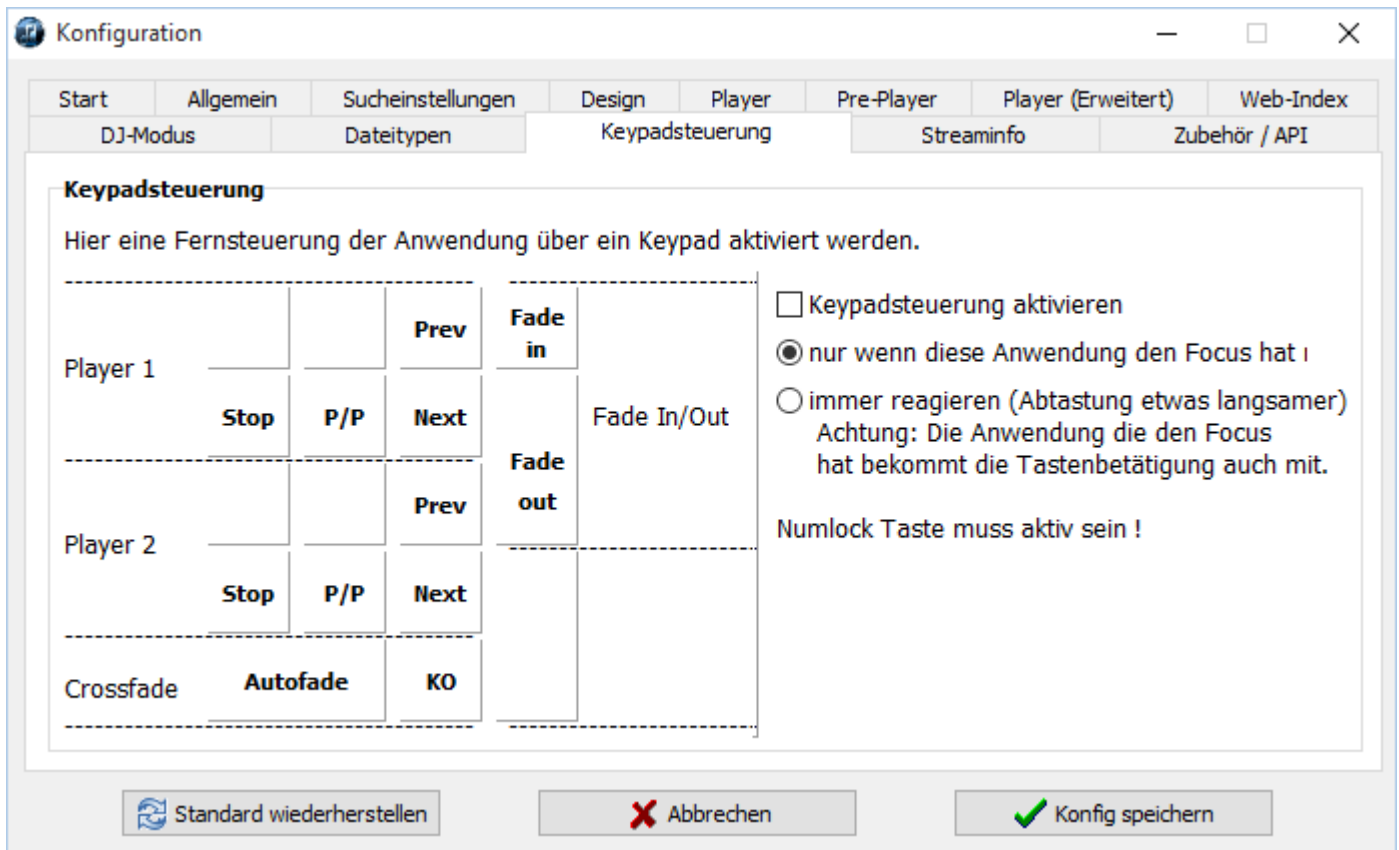 Konfiguration
Start Allgemein Sucheinstellungen Design Player Pre-Player Player (Erweitert) Web-Index
DJ-Modus Dateitypen Keypadsteuerung Streaminfo Zubehör / API
Keypadsteuerung
Hier eine Fernsteuerung der Anwendung über ein Keypad aktiviert werden.
Player 1
Prev
Fade
in
Stop P/P Next
Fade
out
Fade In/Out
Player 2
Prev
Stop P/P Next
Crossfade
Autofade KO
Keypadsteuerung aktivieren
nur wenn diese Anwendung den Focus hat
immer reagieren (Abtastung etwas langsamer)
Achtung: Die Anwendung die den Focus
hat bekommt die Tastenbetätigung auch mit.
Numlock Taste muss aktiv sein !
Standard wiederherstellen Abbrechen Konfig speichern